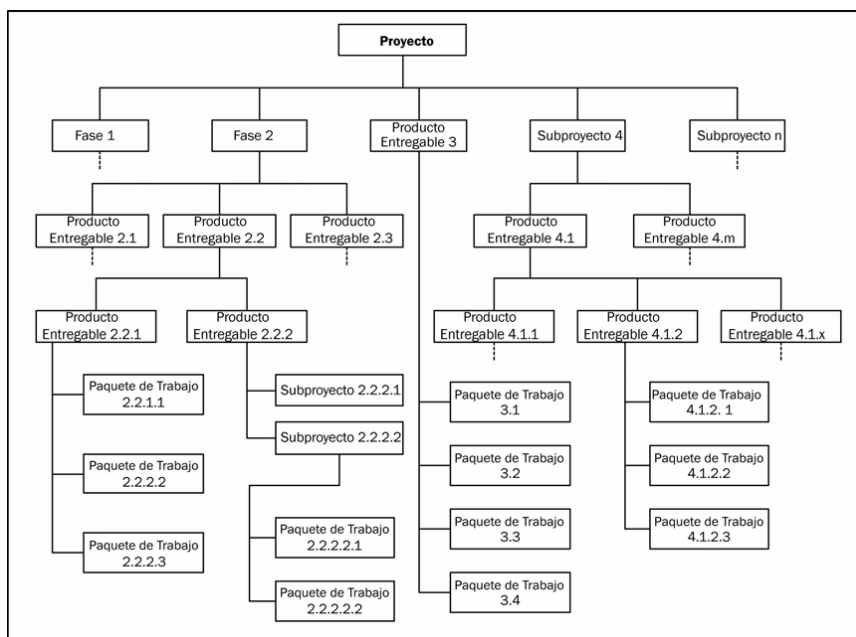 Proyecto
Fase 1
Fase 2
Producto
Entregable 3
Subproyecto 4
Subproyecto n
Producto
Entregable 2.1
Producto
Entregable 2.2
Producto
Entregable 2.3
Producto
Entregable 4.1
Producto
Entregable 4.m
Producto
Entregable 2.2.1
Producto
Entregable 2.2.2
Producto
Entregable 4.1.1
Producto
Entregable 4.1.2
Producto
Entregable 4.1.x
Paquete de Trabajo
2.2.1.1
Subproyecto 2.2.2.1
Paquete de Trabajo
3.1
Paquete de Trabajo
4.1.2. 1
Subproyecto 2.2.2.2
Paquete de Trabajo
2.2.2.2
Paquete de Trabajo
3.2
Paquete de Trabajo
4.1.2.2
Paquete de Trabajo
2.2.2.3
Paquete de Trabajo
2.2.2.2.1
Paquete de Trabajo
3.3
Paquete de Trabajo
4.1.2.3
Paquete de Trabajo
2.2.2.2.2
Paquete de Trabajo
3.4